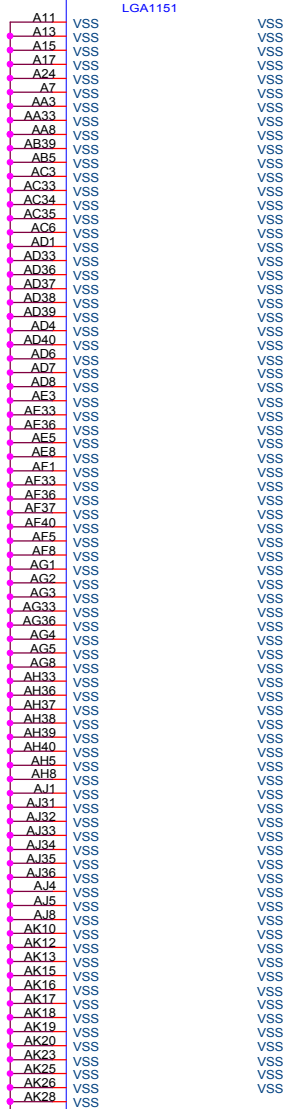 LGA1151
A11 VSS VSS
A13 VSS VSS
A15 VSS VSS
A17 VSS VSS
A24 VSS VSS
A7 VSS VSS
AA3 VSS VSS
AA33 VSS VSS
AA8 VSS VSS
AB39 VSS VSS
AB5 VSS VSS
AC3 VSS VSS
AC33 VSS VSS
AC34 VSS VSS
AC35 VSS VSS
AC6 VSS VSS
AD1 VSS VSS
AD33 VSS VSS
AD36 VSS VSS
AD37 VSS VSS
AD38 VSS VSS
AD39 VSS VSS
AD4 VSS VSS
AD40 VSS VSS
AD6 VSS VSS
AD7 VSS VSS
AD8 VSS VSS
AE3 VSS VSS
AE33 VSS VSS
AE36 VSS VSS
AE5 VSS VSS
AE8 VSS VSS
AF1 VSS VSS
AF33 VSS VSS
AF36 VSS VSS
AF37 VSS VSS
AF40 VSS VSS
AF5 VSS VSS
AF8 VSS VSS
AG1 VSS VSS
AG2 VSS VSS
AG3 VSS VSS
AG33 VSS VSS
AG36 VSS VSS
AG4 VSS VSS
AG5 VSS VSS
AG8 VSS VSS
AH33 VSS VSS
AH36 VSS VSS
AH37 VSS VSS
AH38 VSS VSS
AH39 VSS VSS
AH40 VSS VSS
AH5 VSS VSS
AH8 VSS VSS
AJ1 VSS VSS
AJ31 VSS VSS
AJ32 VSS VSS
AJ33 VSS VSS
AJ34 VSS VSS
AJ35 VSS VSS
AJ36 VSS VSS
AJ4 VSS VSS
AJ5 VSS VSS
AJ8 VSS VSS
AK10 VSS VSS
AK12 VSS VSS
AK13 VSS VSS
AK15 VSS VSS
AK16 VSS VSS
AK17 VSS VSS
AK18 VSS VSS
AK19 VSS VSS
AK20 VSS VSS
AK23 VSS VSS
AK25 VSS VSS
AK26 VSS VSS
AK28 VSS